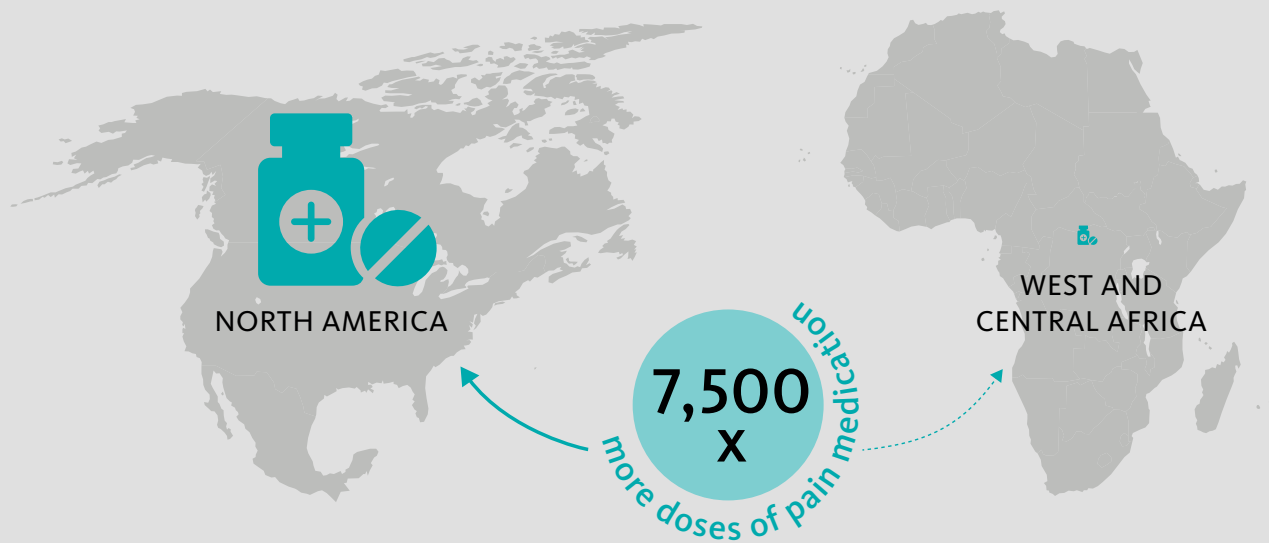 NORTH AMERICA
WEST AND
CENTRAL AFRICA
7,500
x
more doses of pain medication